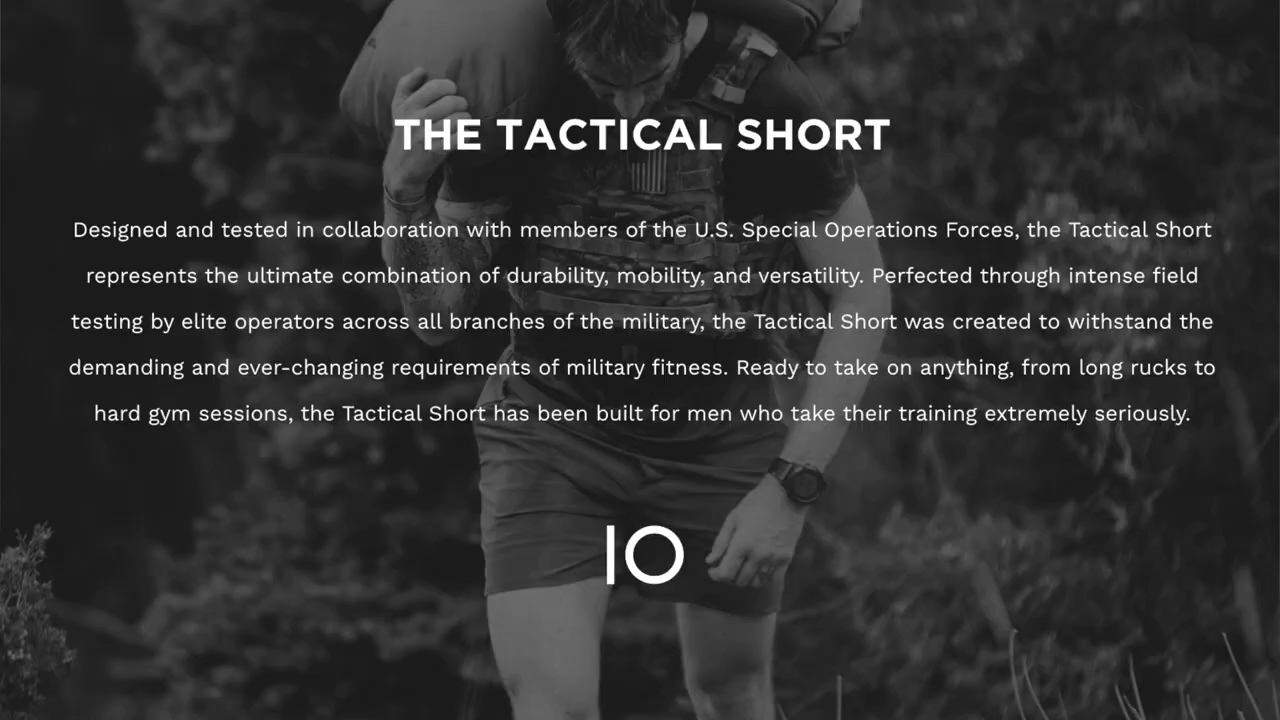 THE TACTICAL SHORT
Designed and tested in collaboration with members of the U.S. Special Operations Forces, the Tactical Short
represents the ultimate combination of durability, mobility, and versatility. Perfected through intense field
testing by elite operators across all branches of the military, the Tactical Short was created to withstand the
demanding and ever-changing requirements of military fitness. Ready to take on anything, from long rucks to
hard gym sessions, the Tactical Short has been built for men who take their training extremely seriously.
IO